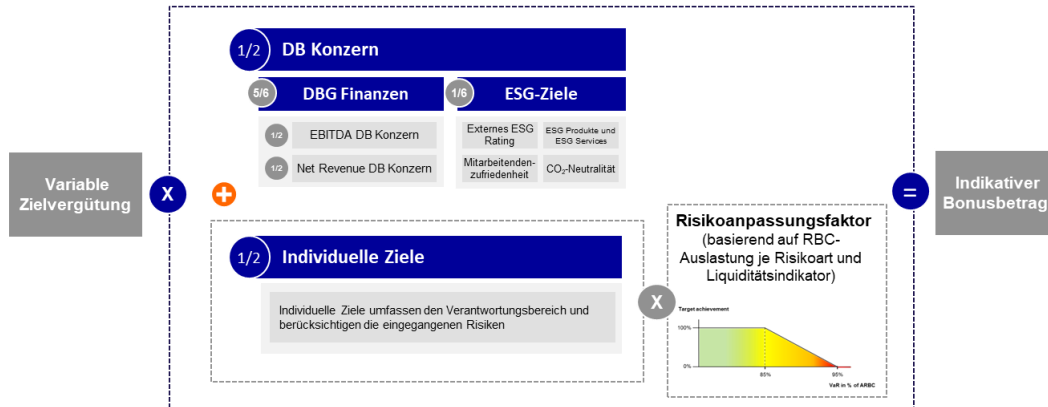 1/2 DB Konzern
5/6 DBG Finanzen
1/6 ESG-Ziele
1/2 EBITDA DB Konzern
1/2 Net Revenue DB Konzern
Externes ESG
Rating
ESG Produkte und
ESG Services
Mitarbeitenden-
zufriedenheit
CO₂-Neutralität
Variable
Zielvergütung
X
+
=
Indikativer
Bonusbetrag
1/2 Individuelle Ziele
Individuelle Ziele umfassen den Verantwortungsbereich und
berücksichtigen die eingegangenen Risiken
X
Risikoanpassungsfaktor
(basierend auf RBC-
Auslastung je Risikoart und
Liquiditätsindikator)
Target achievement
100%
0%
85%
95%
VaR in % of ARBC